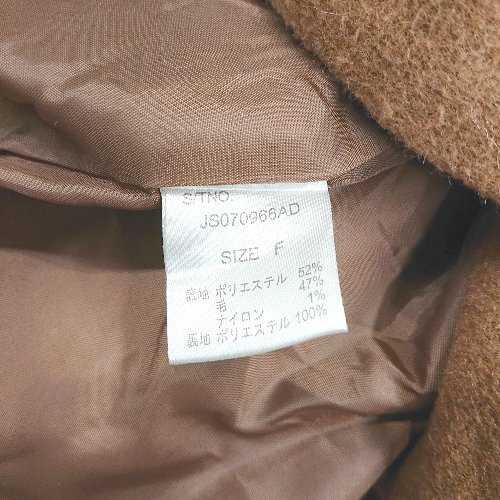 S/TNO.
JS070966AD
SIZE F
表地 ポリエステル 52%
毛 47%
ナイロン 1%
裏地 ポリエステル 100%